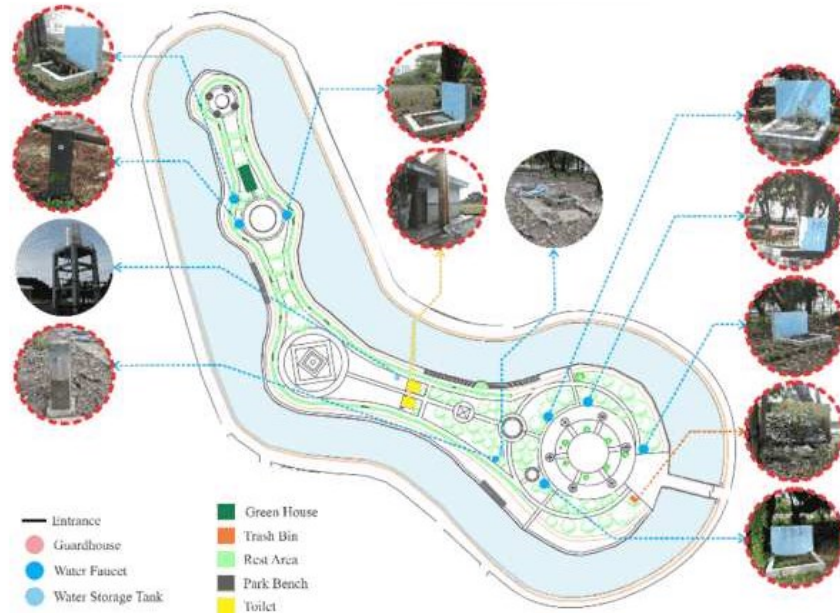 Entrance
Guardhouse
Water Faucet
Water Storage Tank
Green House
Trash Bin
Rest Area
Park Bench
Toilet